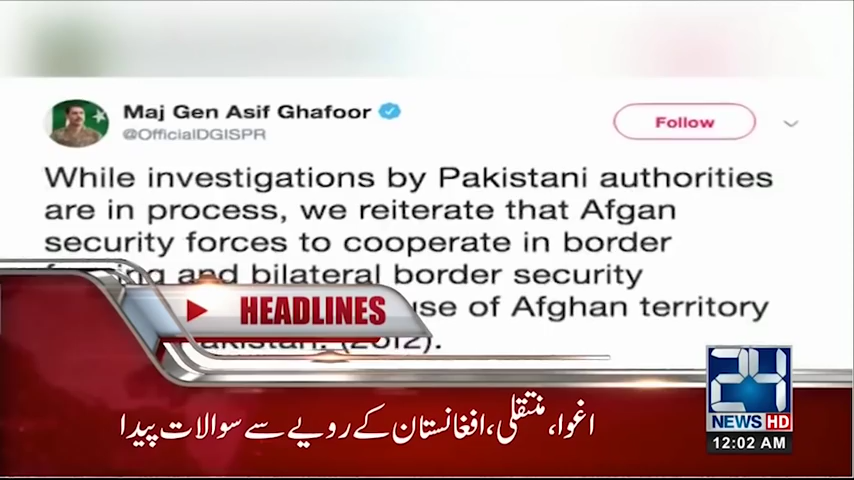 Maj Gen Asif Ghafoor
@OfficialDGISPR
Follow
While investigations by Pakistani authorities
are in process, we reiterate that Afgan
security forces to cooperate in border
and bilateral border security
use of Afghan territory
(2of2).
HEADLINES
اغوا، منتقلی، افغانستان کے رویے سے سوالات پیدا
24
NEWS HD
12:02 AM